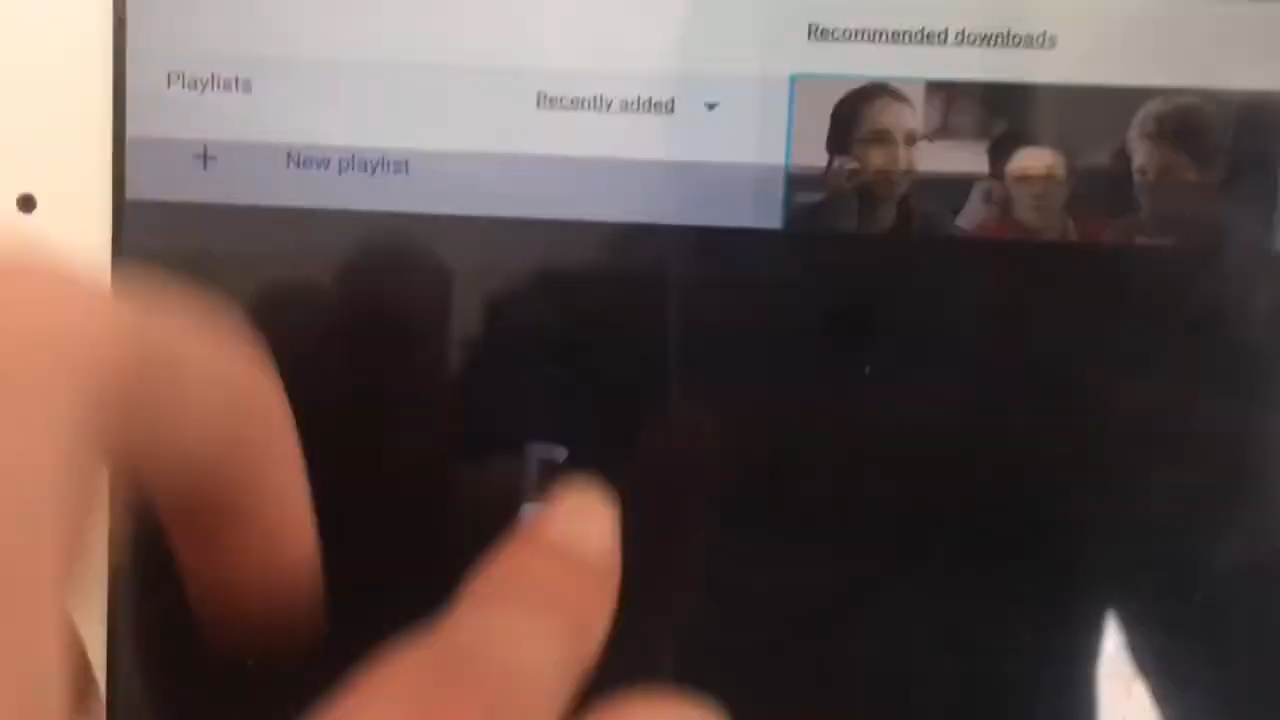 Recommended downloads
Playlists
Recently added
New playlist